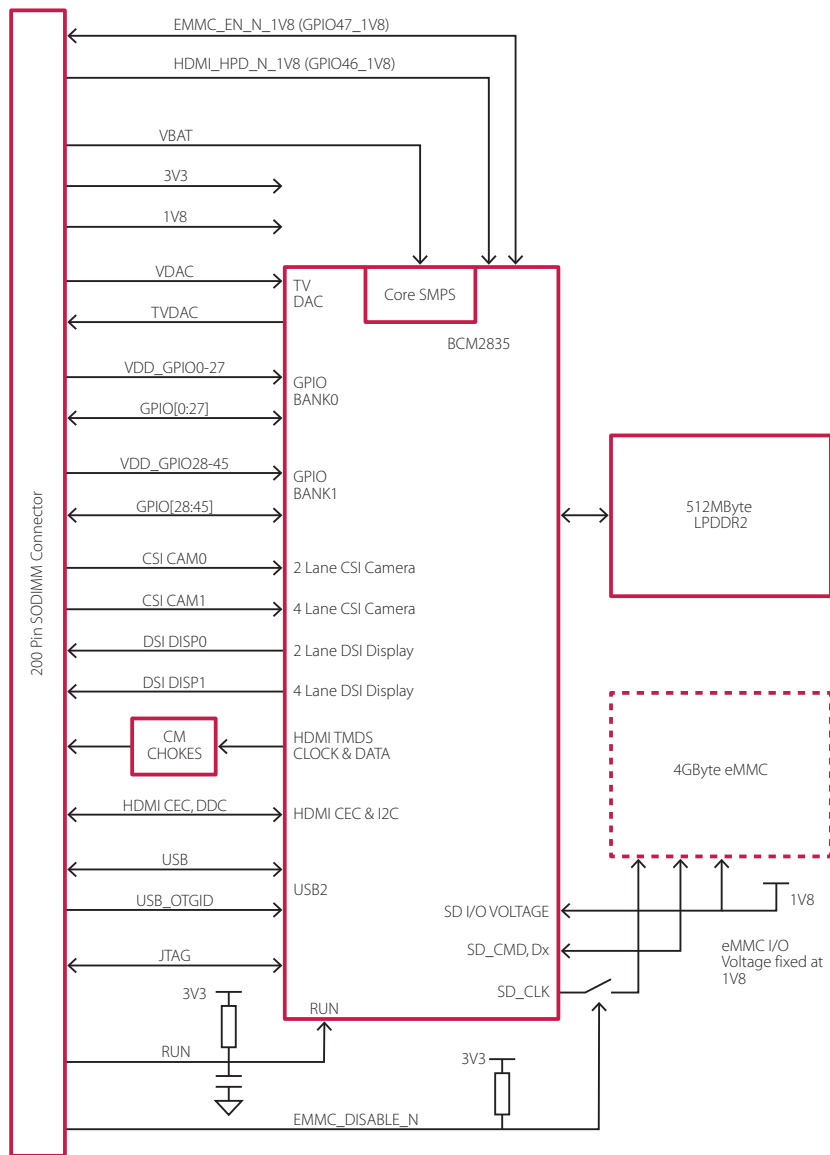 EMMC_EN_N_1V8 (GPIO47_1V8)
HDMI_HPD_N_1V8 (GPIO46_1V8)
VBAT
3V3
1V8
VDAC
TV
DAC
Core SMPS
TVDAC
BCM2835
VDD_GPIO0-27
GPIO
BANK0
GPIO[0:27]
VDD_GPIO28-45
GPIO
BANK1
GPIO[28:45]
512MByte
LPDDR2
200 Pin SODIMM Connector
CSI CAM0
2 Lane CSI Camera
CSI CAM1
4 Lane CSI Camera
DSI DISP0
2 Lane DSI Display
DSI DISP1
4 Lane DSI Display
CM
CHOKES
HDMI TMDS
CLOCK & DATA
4GByte eMMC
HDMI CEC, DDC
HDMI CEC & I2C
USB
USB2
USB_OTGID
1V8
SD I/O VOLTAGE
eMMC I/O
Voltage fixed at
1V8
SD_CMD, Dx
JTAG
SD_CLK
3V3
RUN
RUN
3V3
EMMC_DISABLE_N